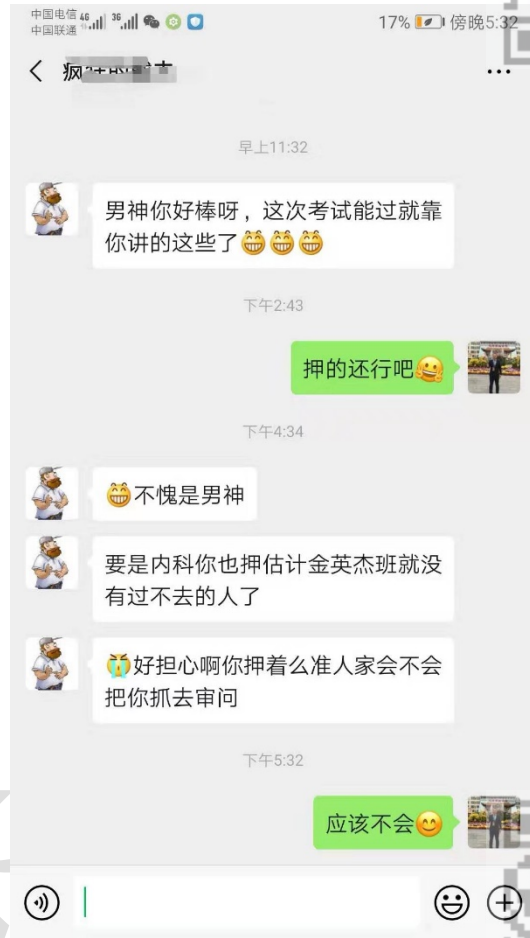 中国电信 46 36
中国联通
17% 傍晚5:32
疯
早上11:32
男神你好棒呀，这次考试能过就靠
你讲的这些了😁😁😁
下午2:43
押的还行吧🤗
下午4:34
😁不愧是男神
要是内科你也押估计金英杰班就没
有过不去的人了
😭好担心啊你押着么准人家会不会
把你抓去审问
下午5:32
应该不会😊